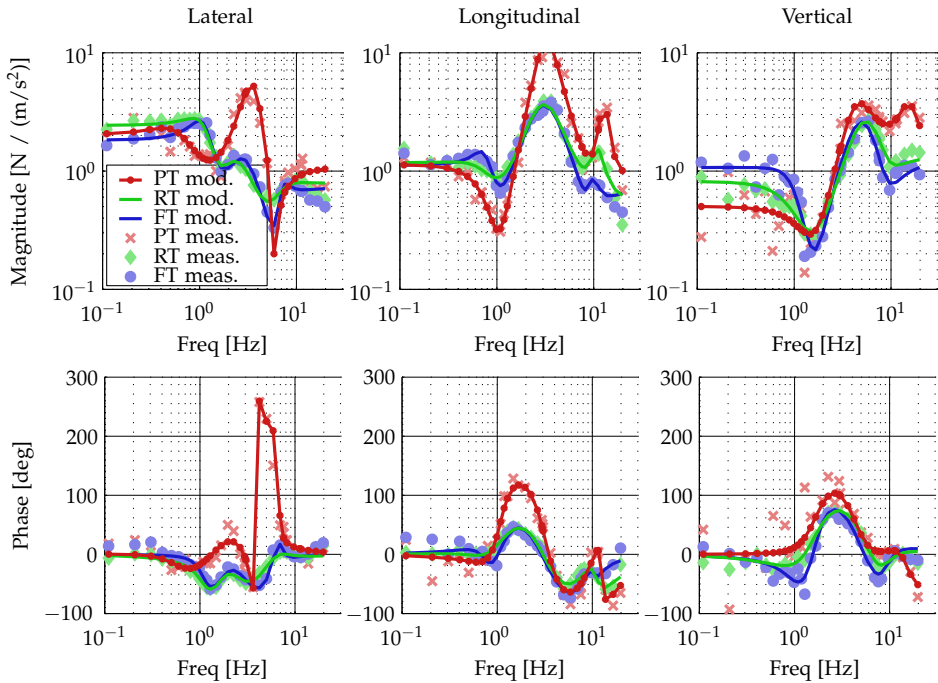 Lateral
Longitudinal
Vertical
Magnitude [N / (m/s²)]
10¹
10⁰
10⁻¹
PT mod.
RT mod.
FT mod.
PT meas.
RT meas.
FT meas.
10⁻¹ 10⁰ 10¹
Freq [Hz]
10¹
10⁰
10⁻¹
10⁻¹ 10⁰ 10¹
Freq [Hz]
10¹
10⁰
10⁻¹
10⁻¹ 10⁰ 10¹
Freq [Hz]
Phase [deg]
300
200
100
0
−100
10⁻¹ 10⁰ 10¹
Freq [Hz]
300
200
100
0
−100
10⁻¹ 10⁰ 10¹
Freq [Hz]
300
200
100
0
−100
10⁻¹ 10⁰ 10¹
Freq [Hz]